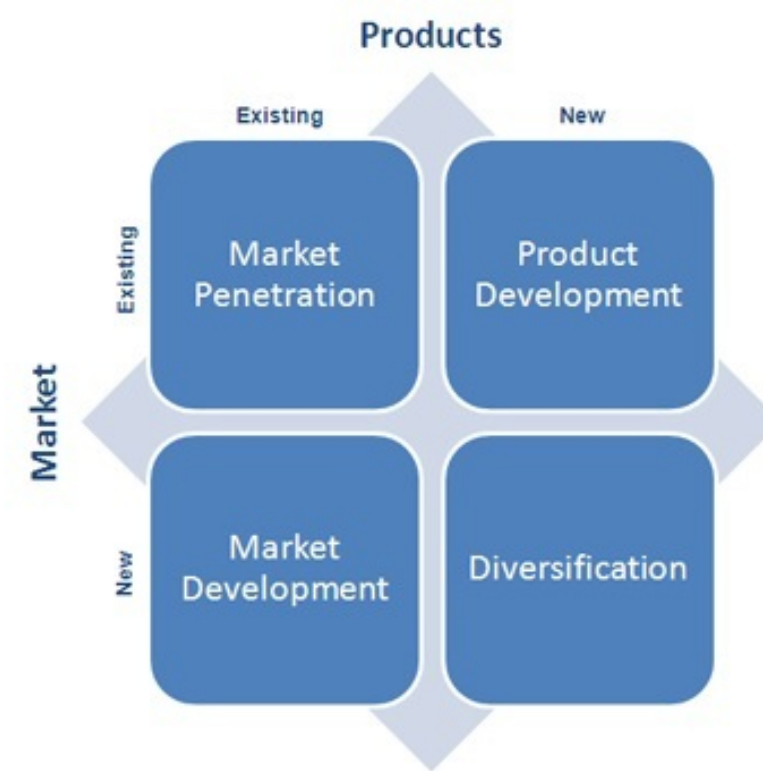 Products
Existing
New
Existing
Market
Penetration
Product
Development
Market
New
Market
Development
Diversification